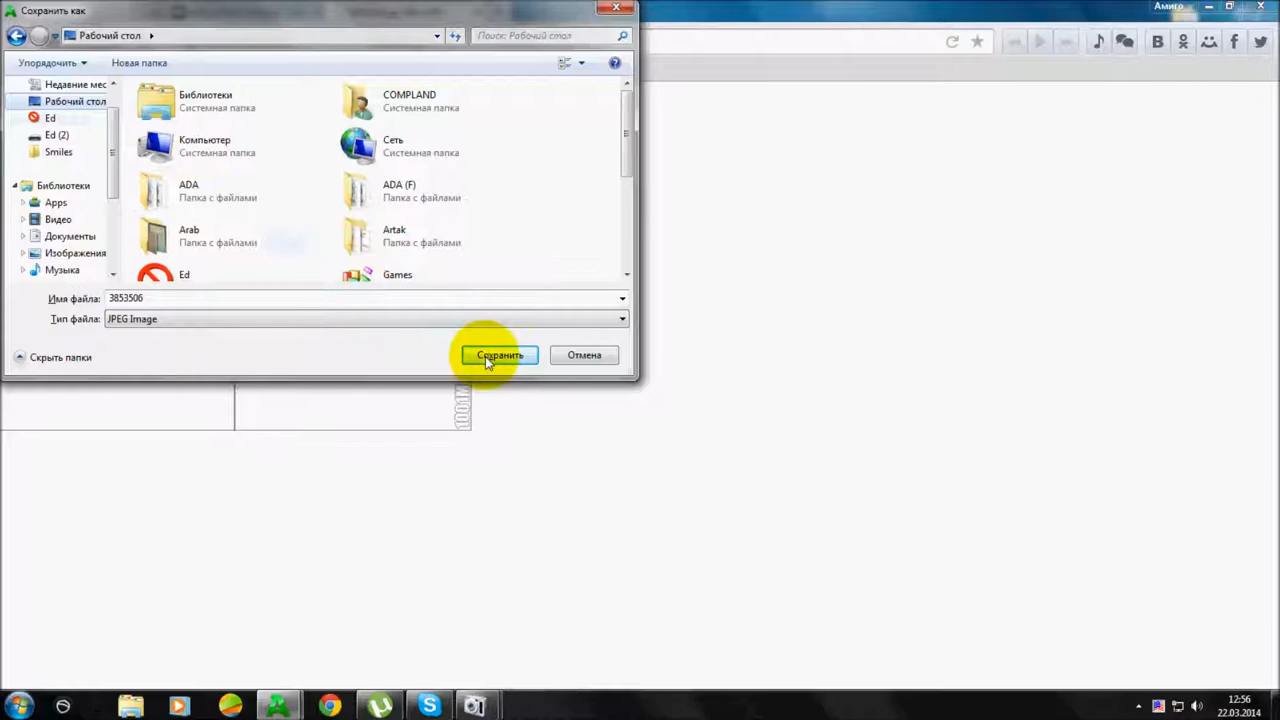 Сохранить как
Амиго
Рабочий стол
Поиск: Рабочий стол
Упорядочить
Новая папка
Недавние мес
Рабочий стол
Ed
Ed (2)
Smiles
Библиотеки
Apps
Видео
Документы
Изображения
Музыка
Библиотеки
Системная папка
COMPLAND
Системная папка
Компьютер
Системная папка
Сеть
Системная папка
ADA
Папка с файлами
ADA (F)
Папка с файлами
Arab
Папка с файлами
Artak
Папка с файлами
Ed
Games
Имя файла:
3853506
Тип файла:
JPEG Image
Скрыть папки
Сохранить
Отмена
12:56
22.03.2014